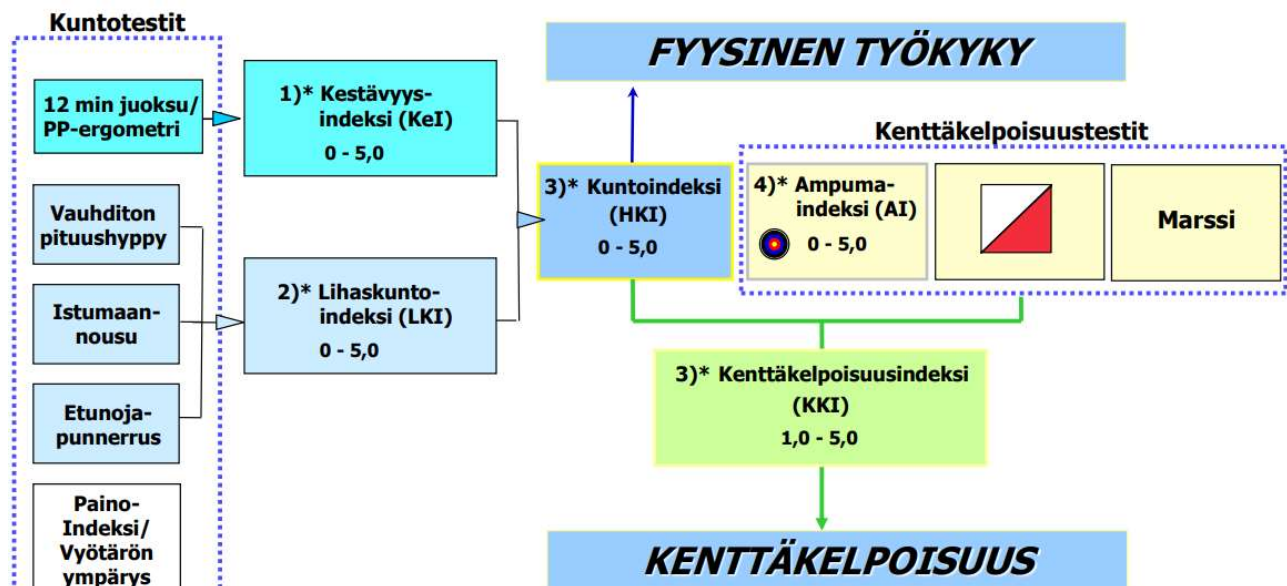 Kuntotestit
12 min juoksu/
PP-ergometri
Vauhditon
pituushyppy
Istumaan-
nousu
Etunoja-
punnerrus
Paino-
Indeksi/
Vyötärön
ympärys
1)* Kestävyys-
indeksi (KeI)
0 - 5,0
2)* Lihaskunto-
indeksi (LKI)
0 - 5,0
FYYSINEN TYÖKYKY
3)* Kuntoindeksi
(HKI)
0 - 5,0
Kenttäkelpoisuustestit
4)* Ampuma-
indeksi (AI)
0 - 5,0
Marssi
3)* Kenttäkelpoisuusindeksi
(KKI)
1,0 - 5,0
KENTTÄKELPOISUUS